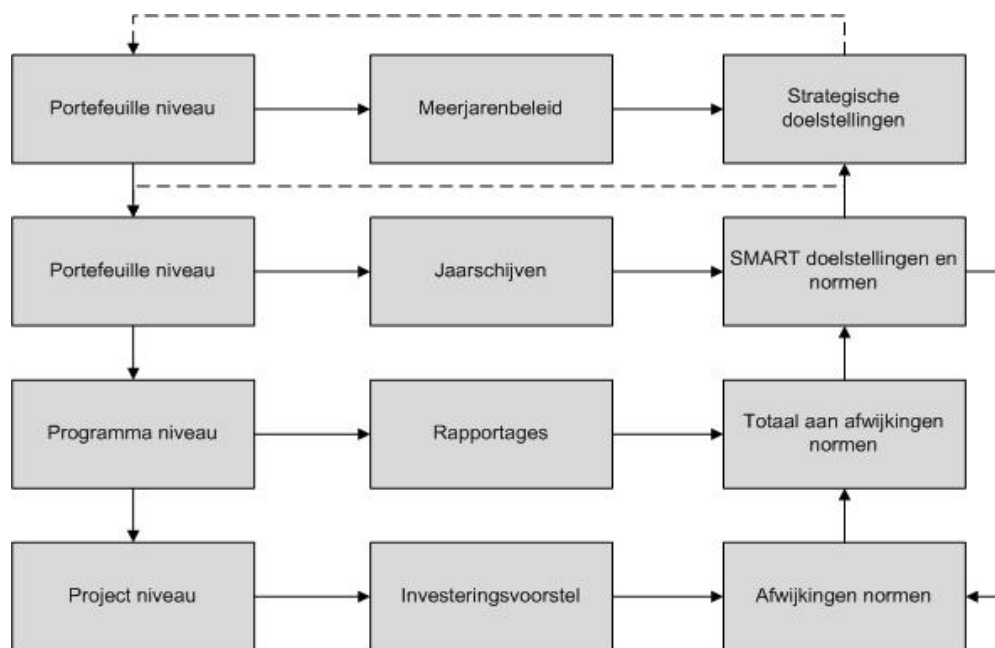 Portefeuille niveau
Meerjarenbeleid
Strategische
doelstellingen
Portefeuille niveau
Jaarschijven
SMART doelstellingen en
normen
Programma niveau
Rapportages
Totaal aan afwijkingen
normen
Project niveau
Investeringsvoorstel
Afwijkingen normen